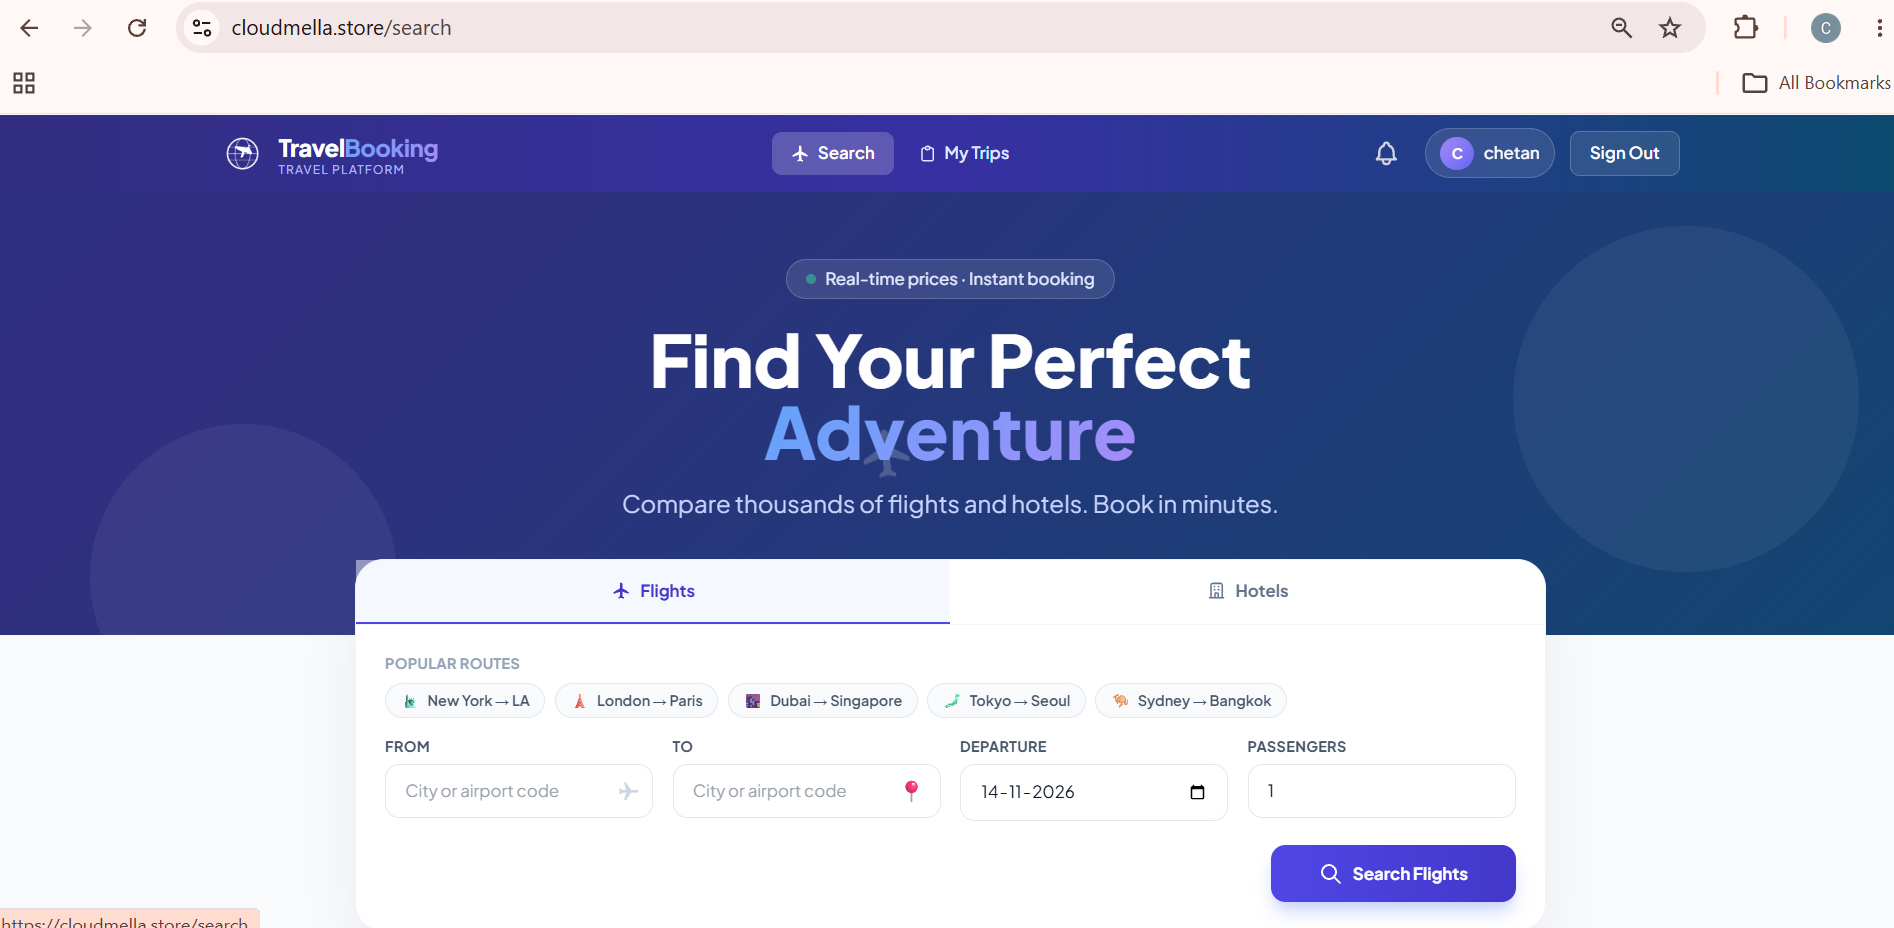 cloudmella.store/search
C
All Bookmarks
TravelBooking
TRAVEL PLATFORM
Search
My Trips
C
chetan
Sign Out
Real-time prices · Instant booking
Find Your Perfect
Adventure
Compare thousands of flights and hotels. Book in minutes.
Flights
Hotels
POPULAR ROUTES
New York → LA
London → Paris
Dubai → Singapore
Tokyo → Seoul
Sydney → Bangkok
FROM
TO
DEPARTURE
PASSENGERS
City or airport code
City or airport code
14-11-2026
1
Search Flights
https://cloudmella.store/search